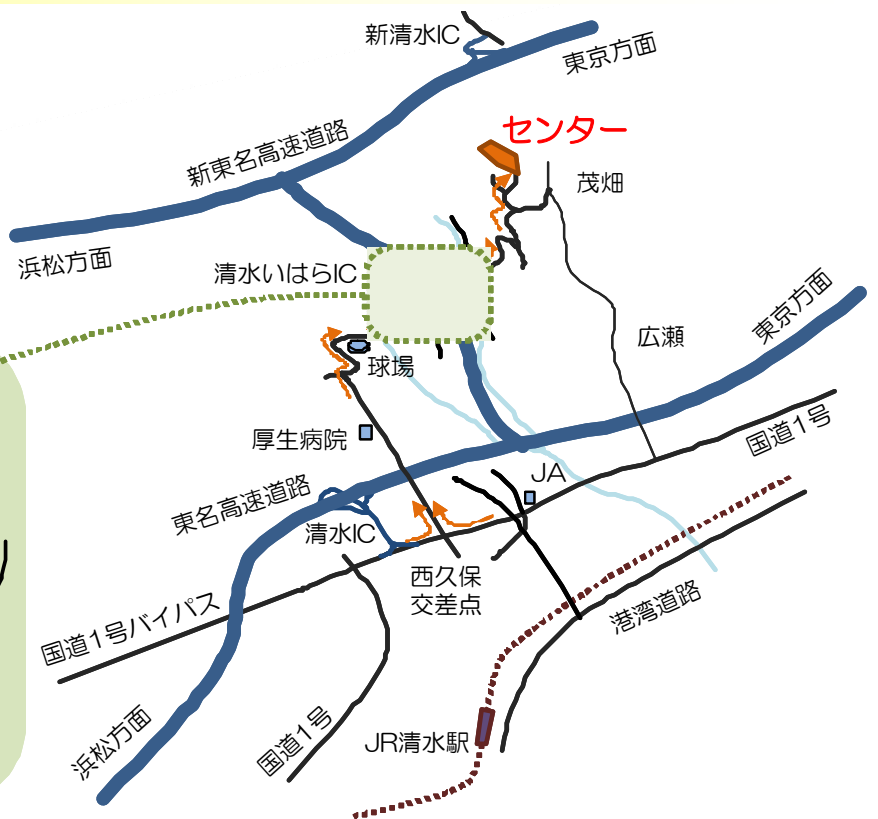 新清水IC
東京方面
センター
新東名高速道路
茂畑
浜松方面
清水いはらIC
東京方面
広瀬
球場
厚生病院
国道1号
JA
東名高速道路
清水IC
西久保
交差点
国道1号バイパス
港湾道路
浜松方面
国道1号
JR清水駅